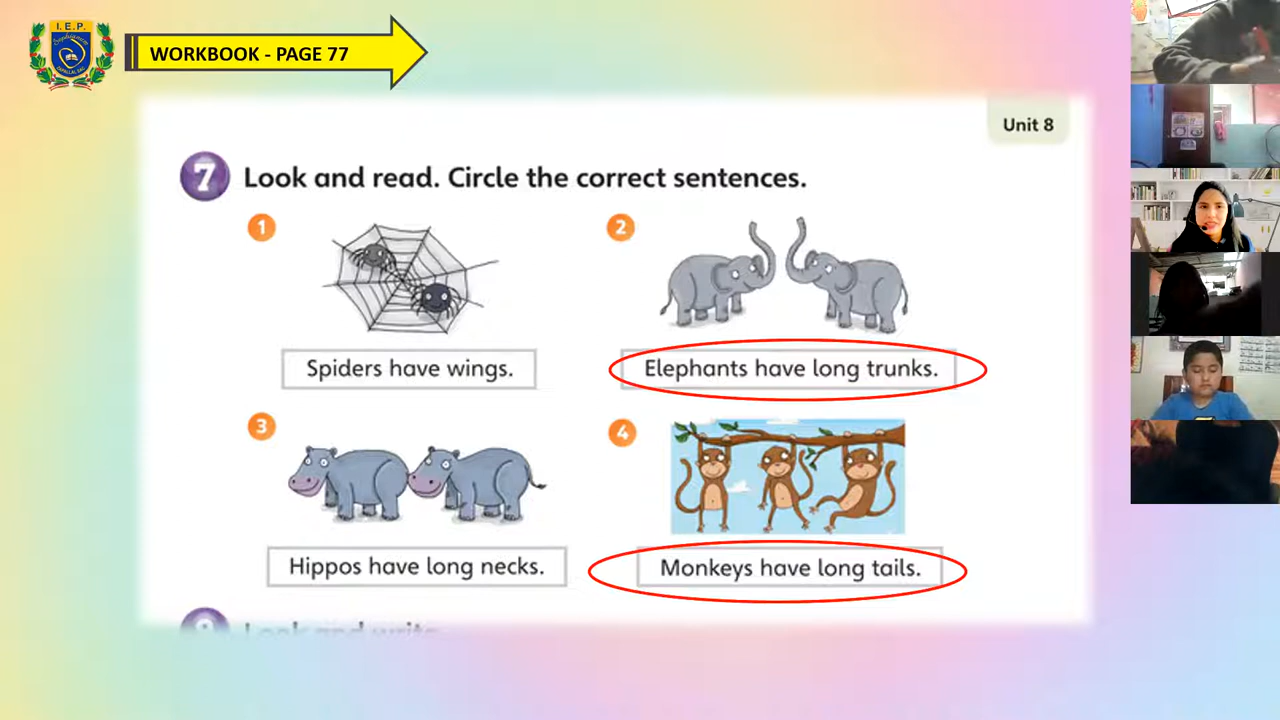 I.E.P.
WORKBOOK - PAGE 77
Unit 8
7 Look and read. Circle the correct sentences.
1
2
Spiders have wings.
Elephants have long trunks.
3
4
Hippos have long necks.
Monkeys have long tails.